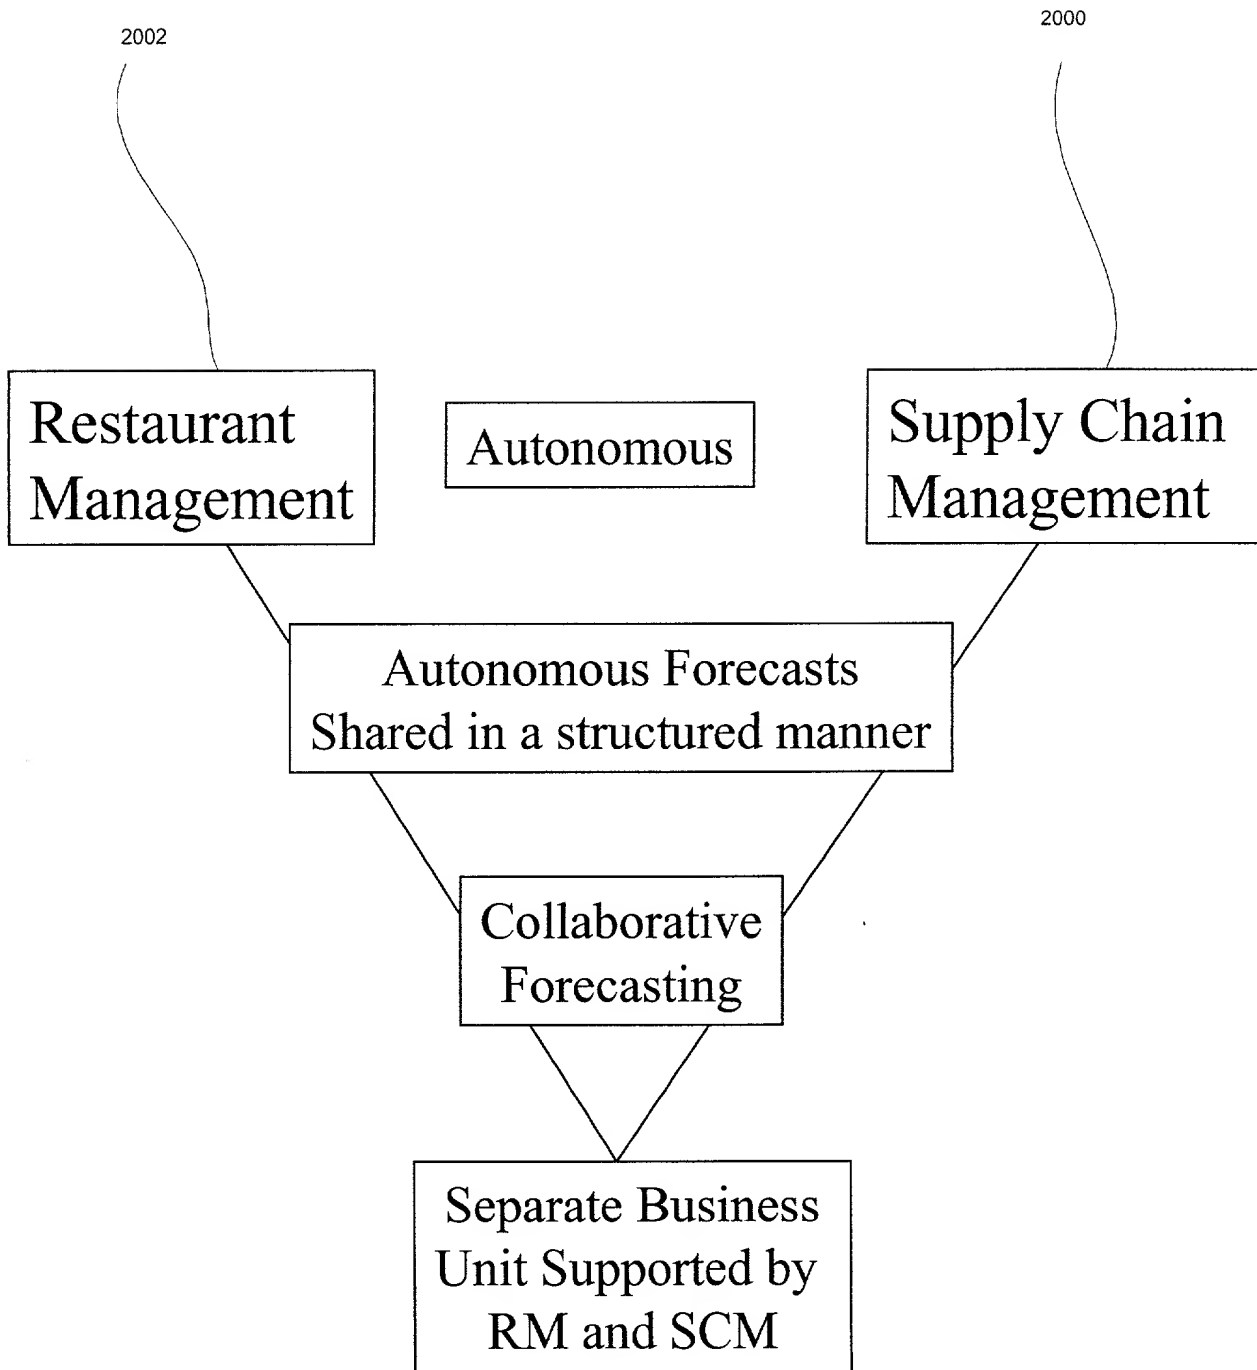 2002
2000
Restaurant
Management
Autonomous
Supply Chain
Management
Autonomous Forecasts
Shared in a structured manner
Collaborative
Forecasting
Separate Business
Unit Supported by
RM and SCM